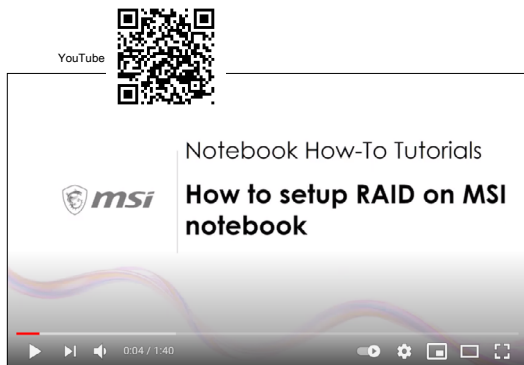 YouTube
Notebook How-To Tutorials
msi
How to setup RAID on MSI
notebook
0:04 / 1:40